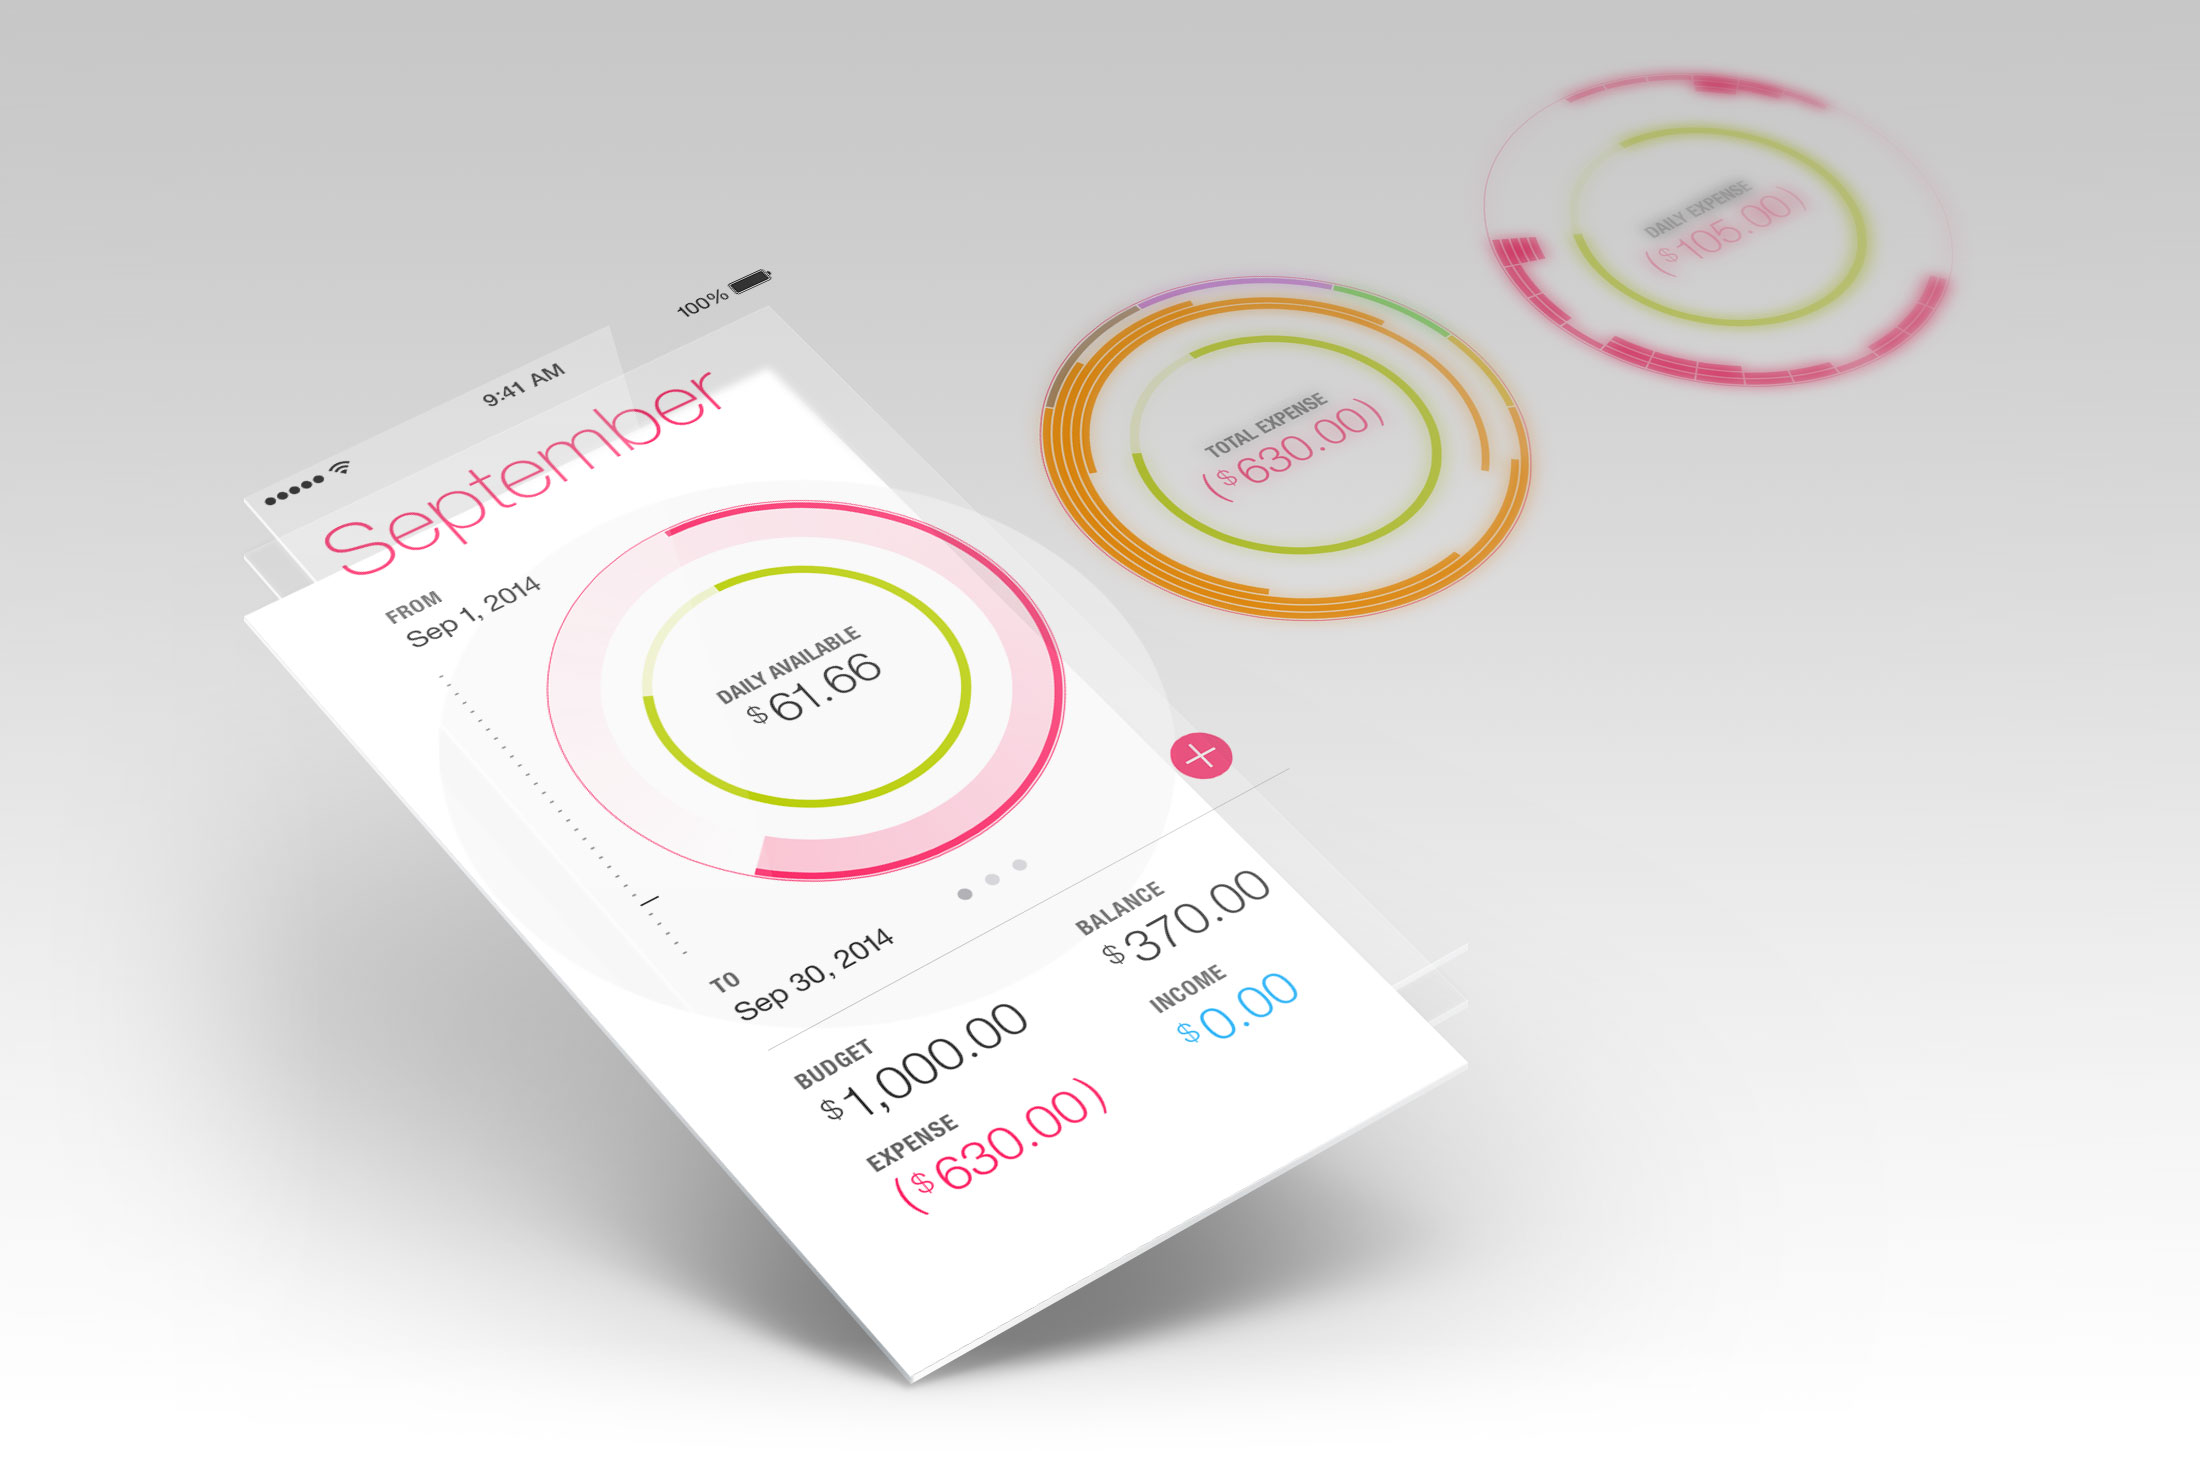 9:41 AM
100%
September
FROM
Sep 1, 2014
DAILY AVAILABLE
$61.66
TO
Sep 30, 2014
BUDGET
$1,000.00
BALANCE
$370.00
EXPENSE
($630.00)
INCOME
$0.00
TOTAL EXPENSE
($630.00)
DAILY EXPENSE
($105.00)